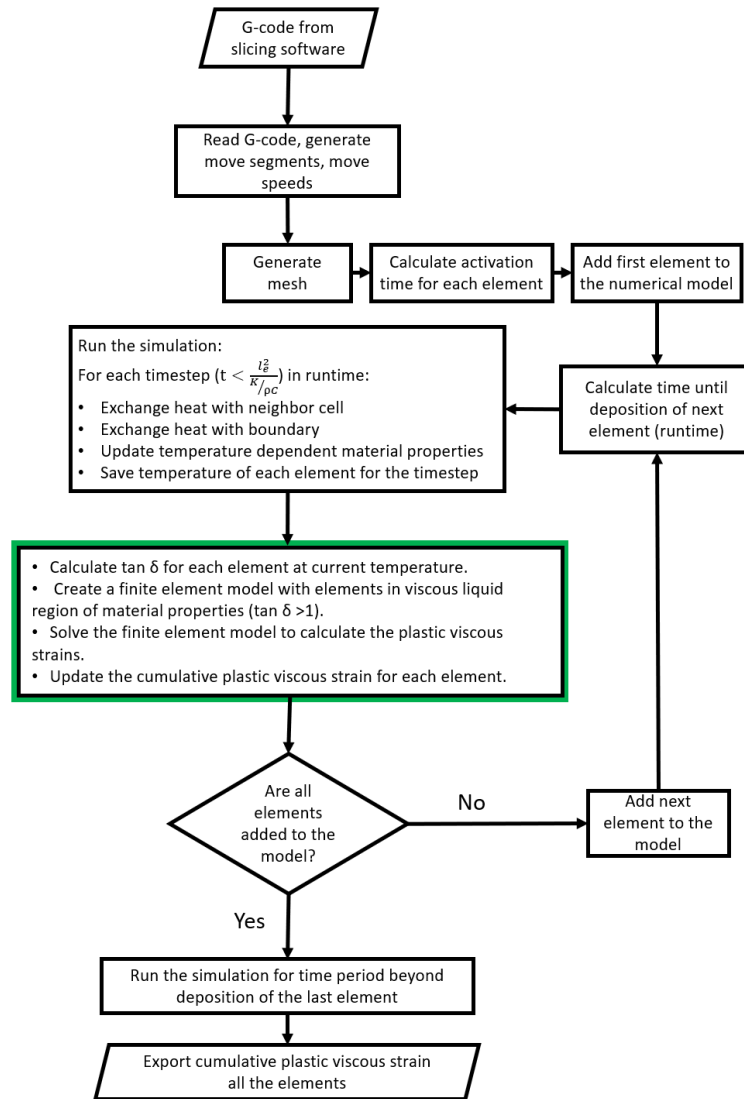 G-code from
slicing software
Read G-code, generate
move segments, move
speeds
Generate
mesh
Calculate activation
time for each element
Add first element to
the numerical model
Run the simulation:
For each timestep (t < l_e^2 / (K/ρc)) in runtime:
• Exchange heat with neighbor cell
• Exchange heat with boundary
• Update temperature dependent material properties
• Save temperature of each element for the timestep
Calculate time until
deposition of next
element (runtime)
• Calculate tan δ for each element at current temperature.
• Create a finite element model with elements in viscous liquid
region of material properties (tan δ >1).
• Solve the finite element model to calculate the plastic viscous
strains.
• Update the cumulative plastic viscous strain for each element.
Are all
elements
added to the
model?
No
Add next
element to the
model
Yes
Run the simulation for time period beyond
deposition of the last element
Export cumulative plastic viscous strain
all the elements